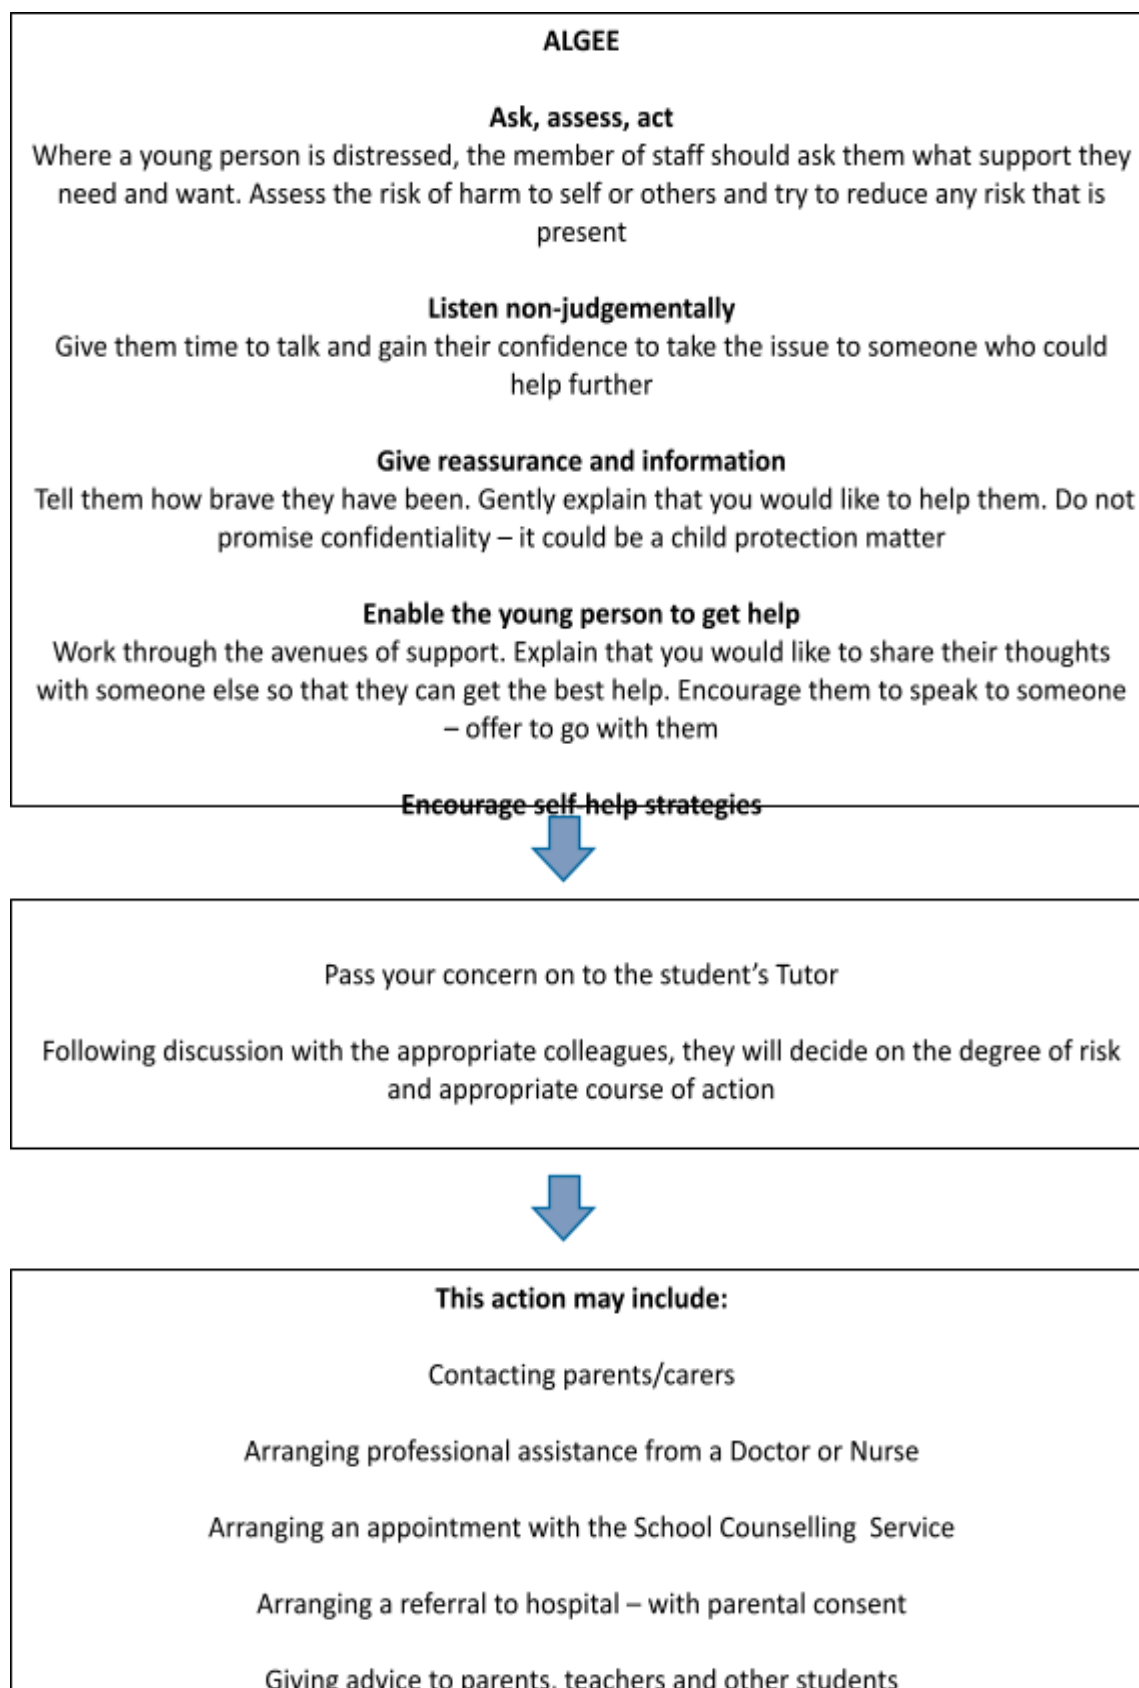 ALGEE
Ask, assess, act
Where a young person is distressed, the member of staff should ask them what support they
need and want. Assess the risk of harm to self or others and try to reduce any risk that is
present
Listen non-judgementally
Give them time to talk and gain their confidence to take the issue to someone who could
help further
Give reassurance and information
Tell them how brave they have been. Gently explain that you would like to help them. Do not
promise confidentiality – it could be a child protection matter
Enable the young person to get help
Work through the avenues of support. Explain that you would like to share their thoughts
with someone else so that they can get the best help. Encourage them to speak to someone
– offer to go with them
Encourage self-help strategies
Pass your concern on to the student’s Tutor
Following discussion with the appropriate colleagues, they will decide on the degree of risk
and appropriate course of action
This action may include:
Contacting parents/carers
Arranging professional assistance from a Doctor or Nurse
Arranging an appointment with the School Counselling  Service
Arranging a referral to hospital – with parental consent
Giving advice to parents, teachers and other students